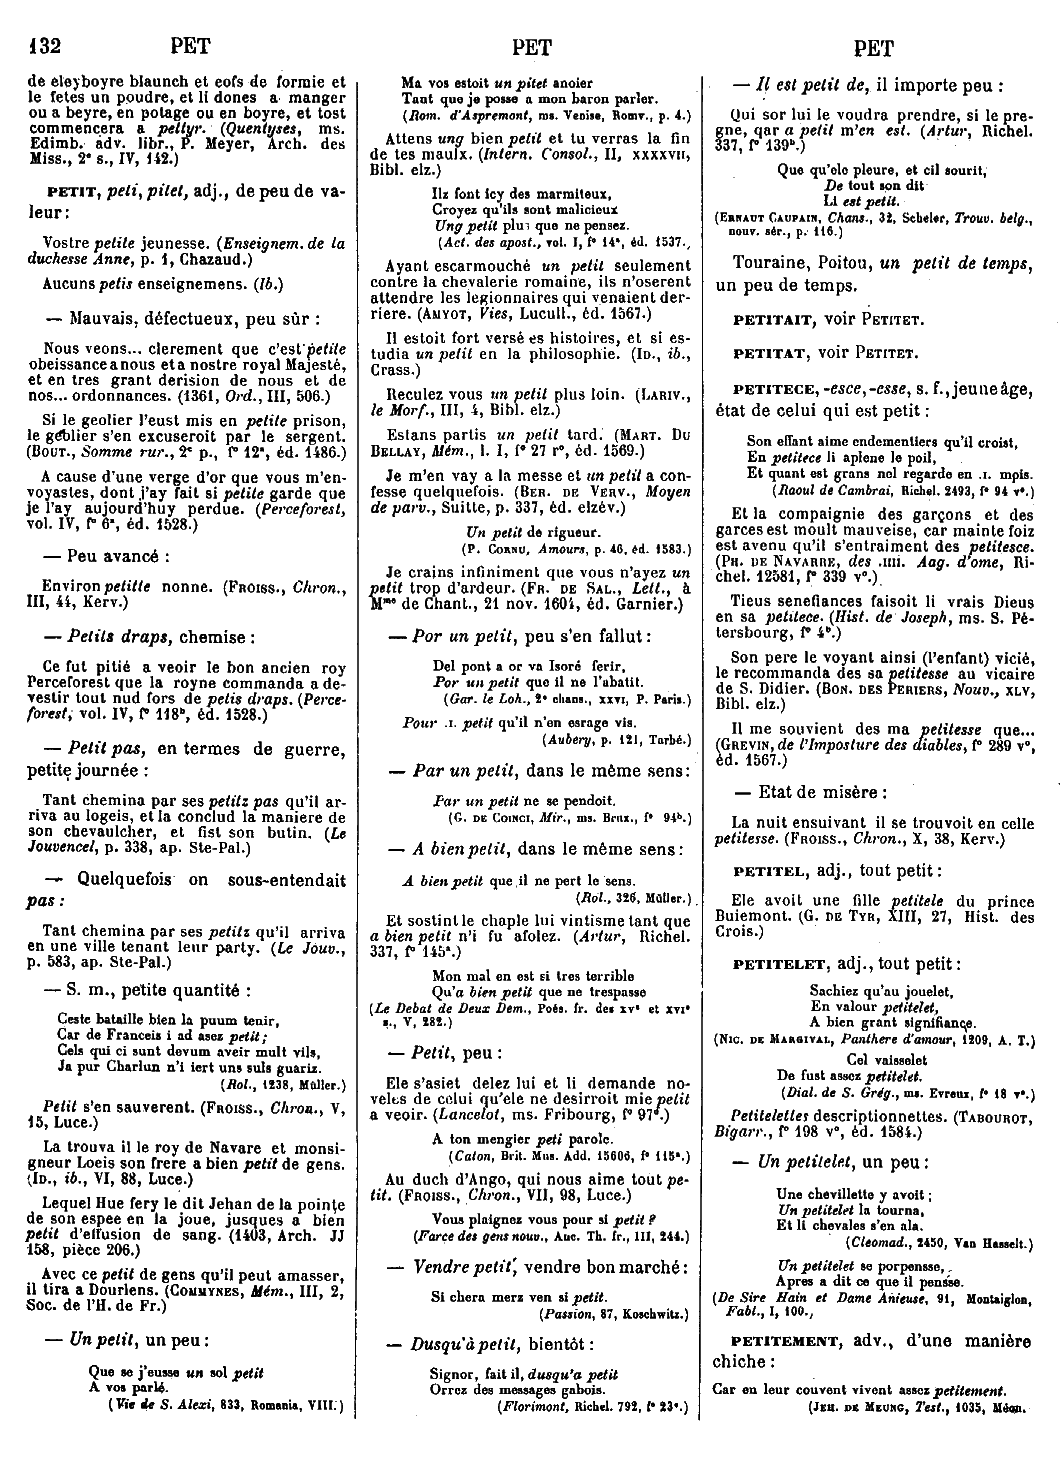 132 PET PET PET
de eleyboyre blaunch et eofs de formie et
le fetes un poudre, et li dones a manger
ou a beyre, en potage ou en boyre, et tost
commencera a pettyr. (Quentyses, ms.
Edimb. adv. libr., P. Meyer, Arch. des
Miss., 2e s., IV, 142.)
PETIT, peti, pitet, adj., de peu de va-
leur :
Vostre petite jeunesse. (Enseignem. de la
duchesse Anne, p. 1, Chazaud.)
Aucuns petis enseignemens. (Ib.)
— Mauvais, défectueux, peu sûr :
Nous veons... clerement que c'est petite
obeissance a nous et a nostre royal Majesté,
et en tres grant derision de nous et de
nos... ordonnances. (1361, Ord., III, 506.)
Si le geolier l'eust mis en petite prison,
le geolier s'en excuseroit par le sergent.
(BOUT., Somme rur., 2e p., f° 12a, éd. 1486.)
A cause d'une verge d'or que vous m'en-
voyastes, dont j'ay fait si petite garde que
je l'ay aujourd'huy perdue. (Perceforest,
vol. IV, f° 6a, éd. 1528.)
— Peu avancé :
Environ petitte nonne. (FROISS., Chron.,
III, 44, Kerv.)
— Petits draps, chemise :
Ce fut pitié a veoir le bon ancien roy
Perceforest que la royne commanda a de-
vestir tout nud fors de petis draps. (Perce-
forest, vol. IV, f° 118b, éd. 1528.)
— Petit pas, en termes de guerre,
petite journée :
Tant chemina par ses petitz pas qu'il ar-
riva au logeis, et la conclud la maniere de
son chevaulcher, et fist son butin. (Le
Jouvencel, p. 338, ap. Ste-Pal.)
— Quelquefois on sous-entendait
pas :
Tant chemina par ses petitz qu'il arriva
en une ville tenant leur party. (Le Jouv.,
p. 583, ap. Ste-Pal.)
— S. m., petite quantité :
Ceste bataille bien la puum tenir,
Car de Franceis i ad asez petit ;
Cels qui ci sunt devum aveir mult vils,
Ja pur Charlun n'i iert uns suls guariz.
(Rol., 1238, Müller.)
Petit s'en sauverent. (FROISS., Chron., V,
15, Luce.)
La trouva il le roy de Navare et monsi-
gneur Loeis son frere a bien petit de gens.
(ID., ib., VI, 88, Luce.)
Lequel Hue fery le dit Jehan de la pointe
de son espee en la joue, jusques a bien
petit d'effusion de sang. (1403, Arch. JJ
158, pièce 206.)
Avec ce petit de gens qu'il peut amasser,
il tira a Dourlens. (COMMYNES, Mém., III, 2,
Soc. de l'H. de Fr.)
— Un petit, un peu :
Que se j'eusse un sol petit
A vos parlé.
(Vie de S. Alexi, 833, Romania, VIII.)
Ma vos estoit un pitet anoier
Tant que je posse a mon baron parler.
(Rom. d'Aspremont, ms. Venise, Romv., p. 4.)
Attens ung bien petit et tu verras la fin
de tes maulx. (Intern. Consol., II, XXXXVII,
Bibl. elz.)
Ilz font icy des marmiteux,
Croyez qu'ils sont malicieux
Ung petit plus que ne pensez.
(Act. des apost., vol. I, f° 14a, éd. 1537.,
Ayant escarmouché un petit seulement
contre la chevalerie romaine, ils n'oserent
attendre les legionnaires qui venaient der-
riere. (AMYOT, Vies, Lucull., éd. 1567.)
Il estoit fort versé es histoires, et si es-
tudia un petit en la philosophie. (ID., ib.,
Crass.)
Reculez vous un petit plus loin. (LARIV.,
le Morf., III, 4, Bibl. elz.)
Estans partis un petit tard. (MART. DU
BELLAY, Mém., l. I, f° 27 r°, éd. 1569.)
Je m'en vay a la messe et un petit a con-
fesse quelquefois. (BER. DE VERV., Moyen
de parv., Suitte, p. 337, éd. elzév.)
Un petit de rigueur.
(P. CORNU, Amours, p. 46, éd. 1583.)
Je crains infiniment que vous n'ayez un
petit trop d'ardeur. (FR. DE SAL., Lett., à
Mme de Chant., 21 nov. 1604, éd. Garnier.)
— Por un petit, peu s'en fallut :
Del pont a or va Isoré ferir,
Por un petit que il ne l'abatit.
(Gar. le Loh., 2e chans., XXVI, P. Paris.)
Pour .I. petit qu'il n'en esrage vis.
(Aubery, p. 121, Tarbé.)
— Par un petit, dans le même sens :
Par un petit ne se pendoit.
(G. DE COINCI, Mir., ms. Brux., f° 94b.)
— A bien petit, dans le même sens :
A bien petit que il ne pert le sens.
(Rol., 326, Müller.)
Et sostint le chaple lui vintisme tant que
a bien petit n'i fu afolez. (Artur, Richel.
337, f° 145a.)
Mon mal en est si tres terrible
Qu'a bien petit que ne trespasse
(Le Debat de Deux Dem., Poés. fr. des XVe et XVIe
s., V, 282.)
— Petit, peu :
Ele s'asiet delez lui et li demande no-
veles de celui qu'ele ne desirroit mie petit
a veoir. (Lancelot, ms. Fribourg, f° 97d.)
A ton mengier peti parole.
(Caton, Brit. Mus. Add. 15606, f° 115a.)
Au duch d'Ango, qui nous aime tout pe-
tit. (FROISS., Chron., VII, 98, Luce.)
Vous plaignez vous pour si petit ?
(Farce des gens nouv., Anc. Th. fr., III, 244.)
— Vendre petit, vendre bon marché :
Si chera merz ven si petit.
(Passion, 87, Koschwitz.)
— Dusqu'à petit, bientôt :
Signor, fait il, dusqu'a petit
Orrez des messages gabois.
(Florimont, Richel. 792, f° 23c.)
— Il est petit de, il importe peu :
Qui sor lui le voudra prendre, si le pre-
gne, qar a petit m'en est. (Artur, Richel.
337, f° 139b.)
Que qu'ele pleure, et cil sourit,
De tout son dit
Li est petit.
(ERNAUT CAUPAIN, Chans., 32, Scheler, Trouv. belg.,
nouv. sér., p. 116.)
Touraine, Poitou, un petit de temps,
un peu de temps.
PETITAIT, voir PETITET.
PETITAT, voir PETITET.
PETITECE, -esce, -esse, s. f., jeune âge,
état de celui qui est petit :
Son effant aime endementiers qu'il croist,
En petitece li aplene le poil,
Et quant est grans nel regarde en .I. mois.
(Raoul de Cambrai, Richel. 2493, f° 94 v°.)
Et la compaignie des garçons et des
garces est moult mauveise, car mainte foiz
est avenu qu'il s'entraiment des petitesce.
(PH. DE NAVARRE, des .IIII. Aag. d'ome, Ri-
chel. 12581, f° 339 v°.)
Tieus senefiances faisoit li vrais Dieus
en sa petitece. (Hist. de Joseph, ms. S. Pé-
tersbourg, f° 4b.)
Son pere le voyant ainsi (l'enfant) vicié,
le recommanda des sa petitesse au vicaire
de S. Didier. (BON. DES PERIERS, Nouv., XLV,
Bibl. elz.)
Il me souvient des ma petitesse que...
(GREVIN, de l'Imposture des diables, f° 289 v°,
éd. 1567.)
— Etat de misère :
La nuit ensuivant il se trouvoit en celle
petitesse. (FROISS., Chron., X, 38, Kerv.)
PETITEL, adj., tout petit :
Ele avoit une fille petitele du prince
Buiemont. (G. DE TYR, XIII, 27, Hist. des
Crois.)
PETITELET, adj., tout petit :
Sachiez qu'au jouelet,
En valour petitelet,
A bien grant signifiance.
(NIC. DE MARGIVAL, Panthere d'amour, 1209, A. T.)
Cel vaisselet
De fust assez petitelet.
(Dial. de S. Grég., ms. Evreux, f° 18 v°.)
Petitelettes descriptionnettes. (TABOUROT,
Bigarr., f° 198 v°, éd. 1584.)
— Un petitelet, un peu :
Une chevillette y avoit ;
Un petitelet la tourna,
Et li chevales s'en ala.
(Cleomad., 2450, Van Hasselt.)
Un petitelet se porpensse,
Apres a dit ce que il pensse.
(De Sire Hain et Dame Anieuse, 91, Montaiglon,
Fabl., I, 100.,
PETITEMENT, adv., d'une manière
chiche :
Car en leur couvent vivent assez petitement.
(JEH. DE MEUNG, Test., 1035, Méon.